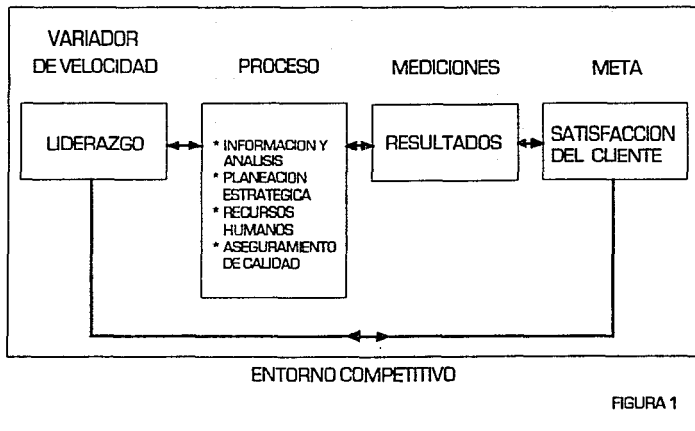 VARIADOR
DE VELOCIDAD
PROCESO
MEDICIONES
META
LIDERAZGO
* INFORMACION Y
ANALISIS
* PLANEACION
ESTRATEGICA
* RECURSOS
HUMANOS
* ASEGURAMIENTO
DE CALIDAD
RESULTADOS
SATISFACCION
DEL CLIENTE
ENTORNO COMPETITIVO
FIGURA 1